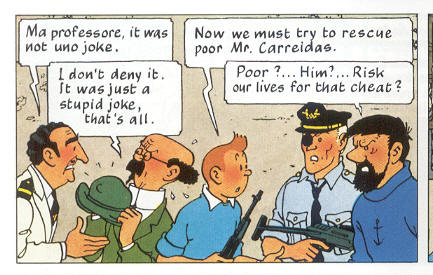 Ma professore, it was
not uno joke.
I don't deny it.
It was just a
stupid joke,
that's all.
Now we must try to rescue
poor Mr. Carreidas.
Poor ?... Him?... Risk
our lives for that cheat?